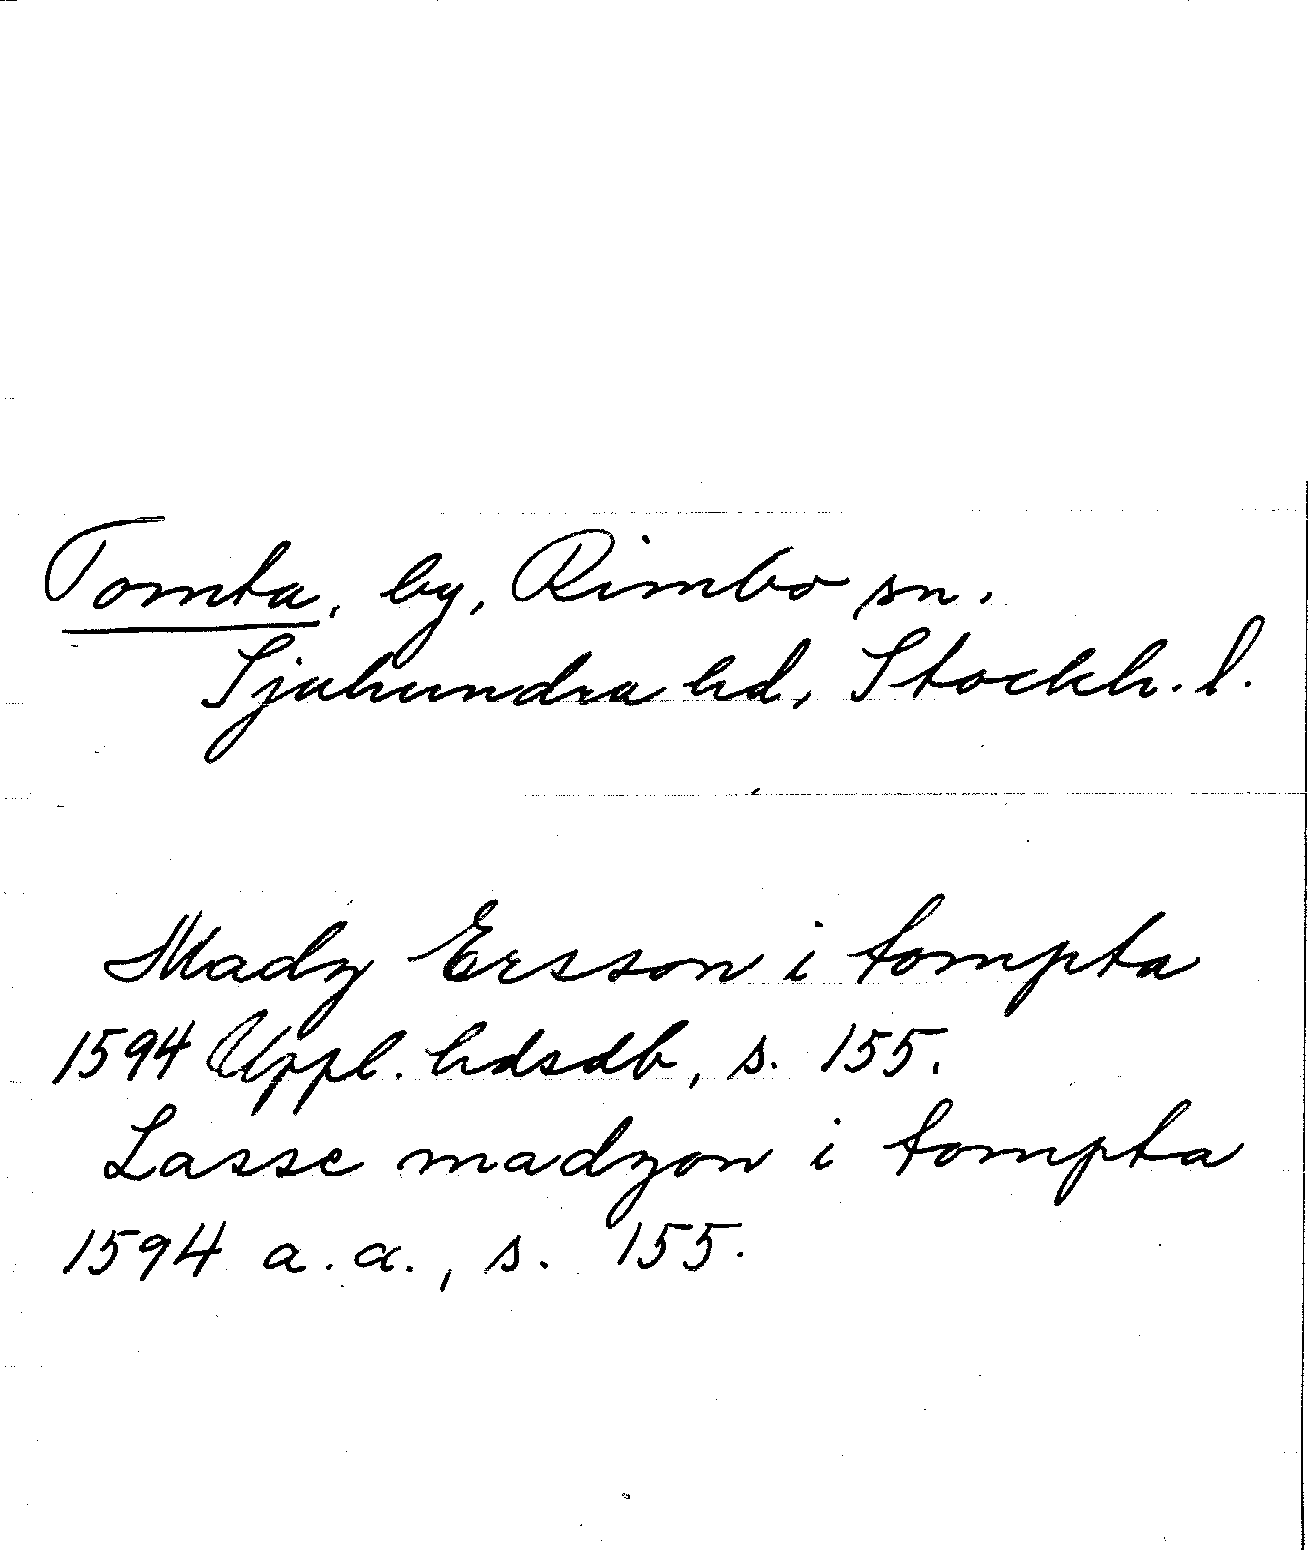 Tomta, by, Rimbo sn.
Sjuhundra hd, Stockh. l.
Madz Ersson i tompta
1594 Uppl. hdsdb, s. 155.
Lasse madzon i tompta
1594 a.a., s. 155.